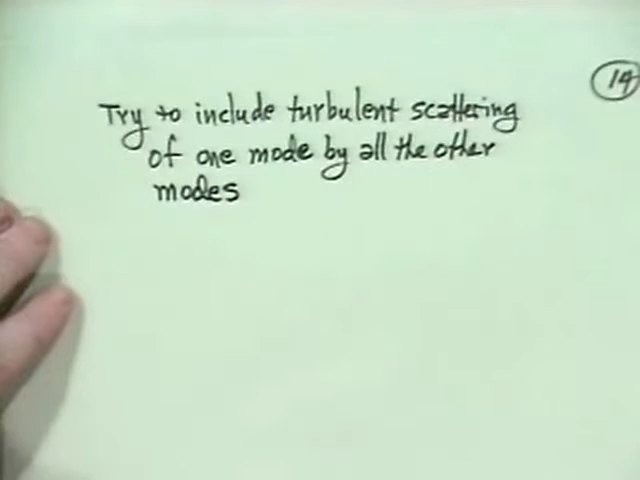 14
Try to include turbulent scattering
of one mode by all the other
modes